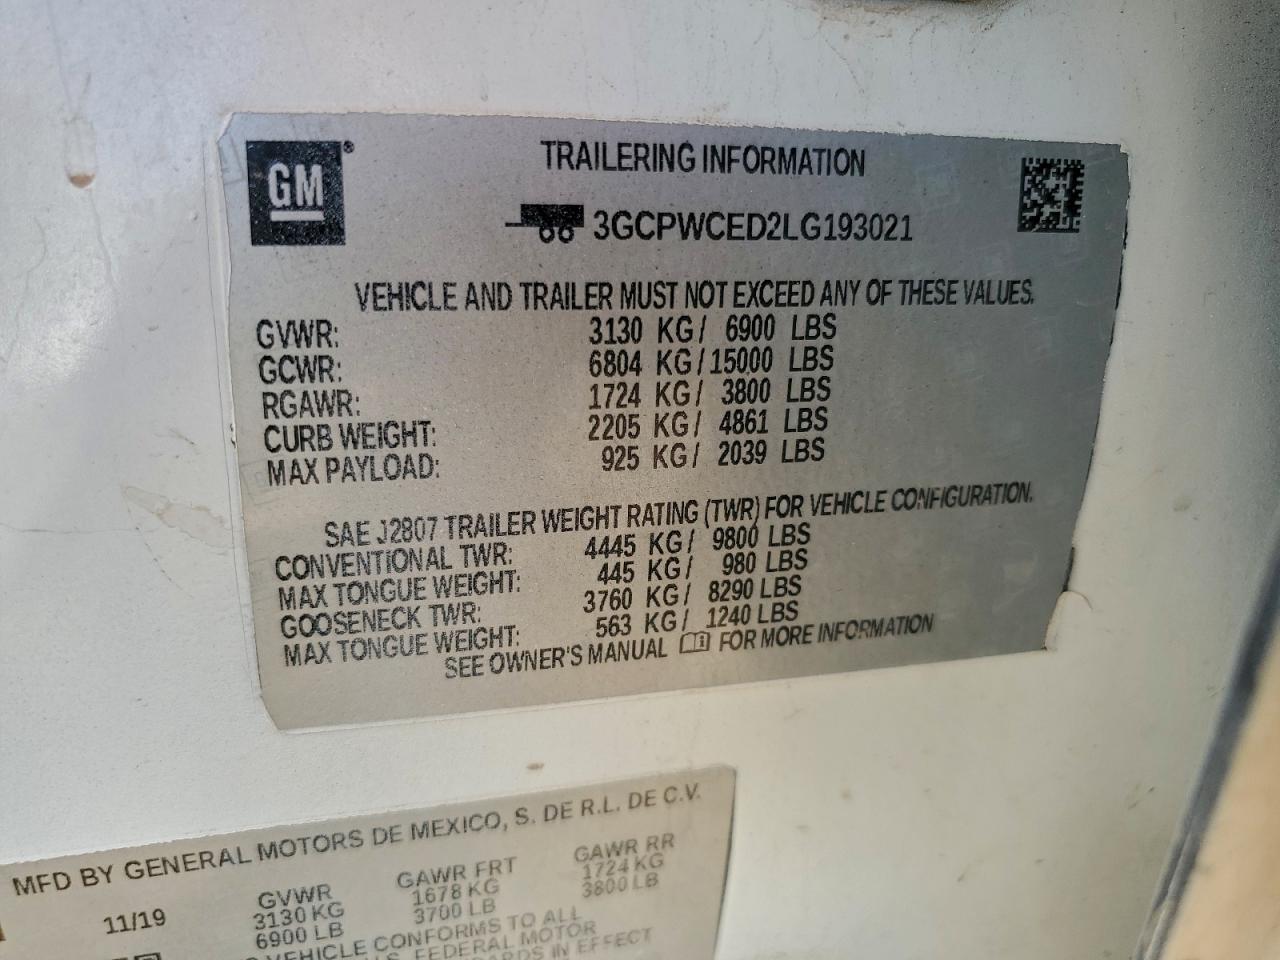 GM®
TRAILERING INFORMATION
3GCPWCED2LG193021
VEHICLE AND TRAILER MUST NOT EXCEED ANY OF THESE VALUES.
GVWR: 3130 KG/ 6900 LBS
GCWR: 6804 KG/15000 LBS
RGAWR: 1724 KG/ 3800 LBS
CURB WEIGHT: 2205 KG/ 4861 LBS
MAX PAYLOAD: 925 KG/ 2039 LBS
SAE J2807 TRAILER WEIGHT RATING (TWR) FOR VEHICLE CONFIGURATION.
CONVENTIONAL TWR: 4445 KG/ 9800 LBS
MAX TONGUE WEIGHT: 445 KG/ 980 LBS
GOOSENECK TWR: 3760 KG/ 8290 LBS
MAX TONGUE WEIGHT: 563 KG/ 1240 LBS
SEE OWNER'S MANUAL FOR MORE INFORMATION
MFD BY GENERAL MOTORS DE MEXICO, S. DE R.L. DE C.V.
GVWR GAWR FRT GAWR RR
11/19 3130 KG 1678 KG 1724 KG
6900 LB 3700 LB 3800 LB
VEHICLE CONFORMS TO ALL
FEDERAL MOTOR
IN EFFECT